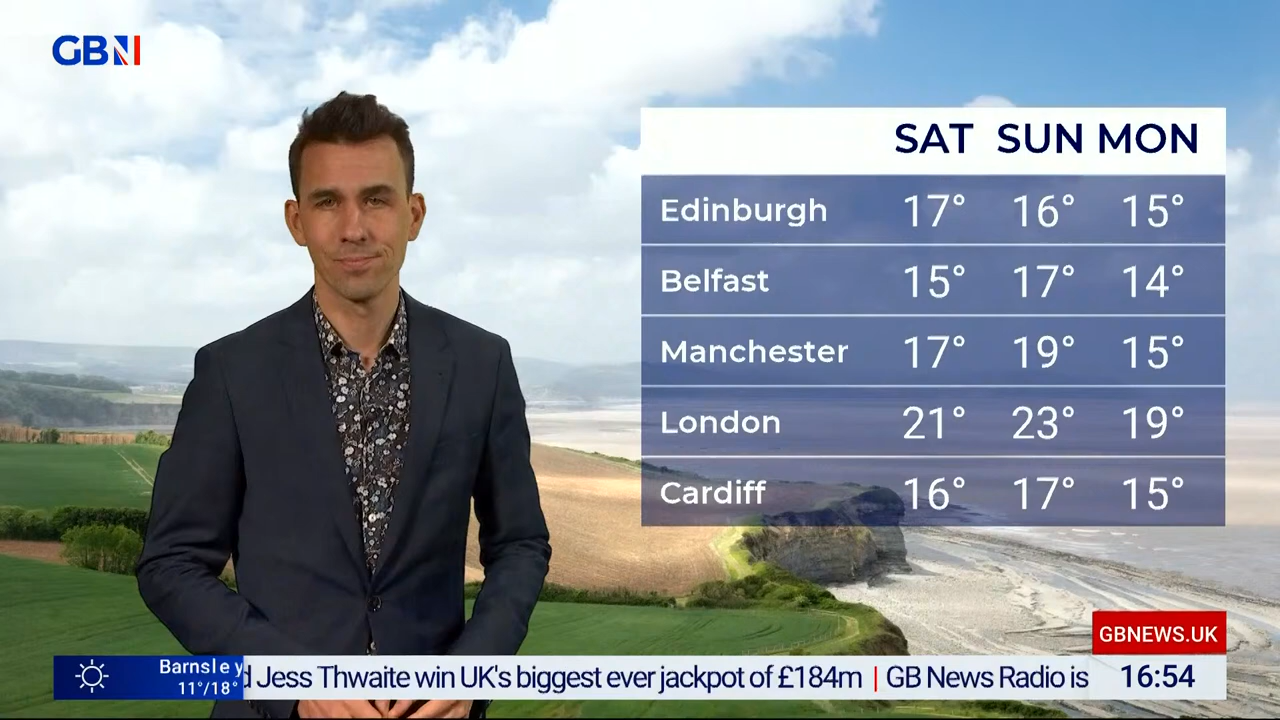 GBN
SAT SUN MON
Edinburgh 17° 16° 15°
Belfast 15° 17° 14°
Manchester 17° 19° 15°
London 21° 23° 19°
Cardiff 16° 17° 15°
GBNEWS.UK
Barnsley
11°/18°
d Jess Thwaite win UK's biggest ever jackpot of £184m | GB News Radio is
16:54